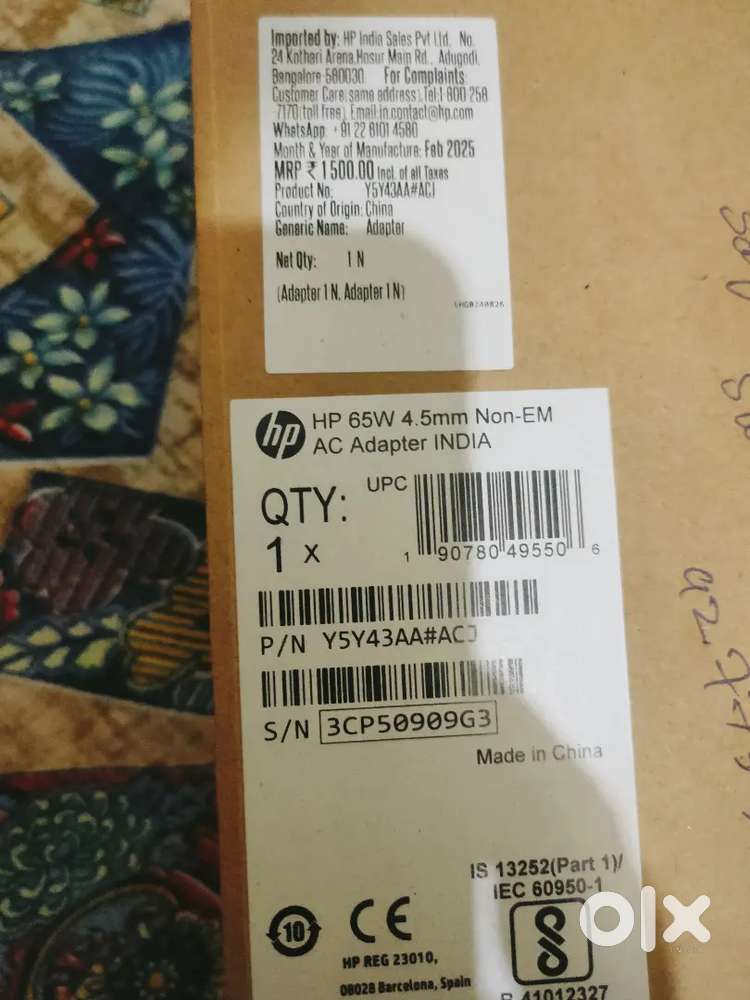 Imported by: HP India Sales Pvt Ltd. No.
24 Kothari Arena, Hosur Main Rd., Adugodi,
Bangalore-560030. For Complaints:
Customer Care: same address; Tel:1-800 258
-7170(toll free); Email:in.contact@hp.com
WhatsApp: +91 22 6101 4580
Month & Year of Manufacture: Feb 2025
MRP ₹ 1500.00 Incl. of all Taxes
Product No: Y5Y43AA#ACJ
Country of Origin: China
Generic Name: Adapter
Net Qty: 1 N
(Adapter 1 N, Adapter 1 N)
hp
HP 65W 4.5mm Non-EM
AC Adapter INDIA
QTY: UPC
1 x
1 90780 49550 6
P/N Y5Y43AA#ACJ
S/N 3CP50909G3
Made in China
IS 13252(Part 1)/
IEC 60950-1
10 CE
HP REG 23010,
08028 Barcelona, Spain
R 41012327
olx